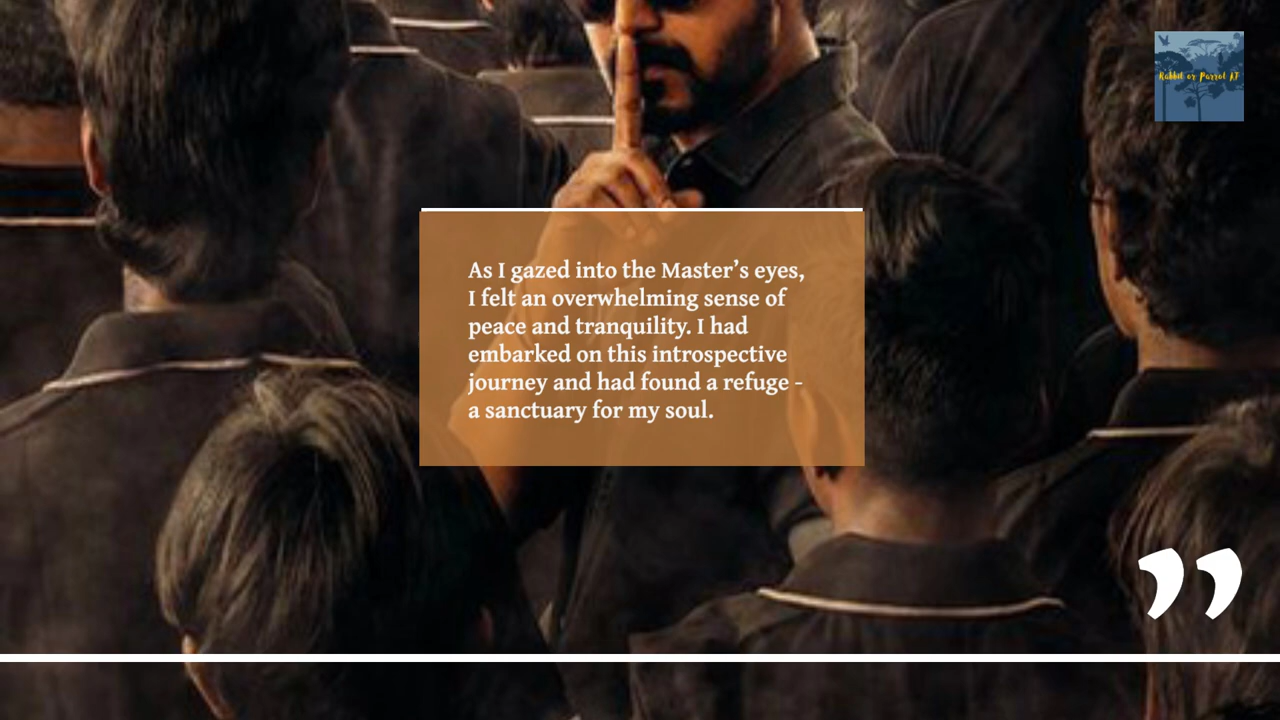 Rabbit or Parrot AF
As I gazed into the Master’s eyes,
I felt an overwhelming sense of
peace and tranquility. I had
embarked on this introspective
journey and had found a refuge -
a sanctuary for my soul.
”